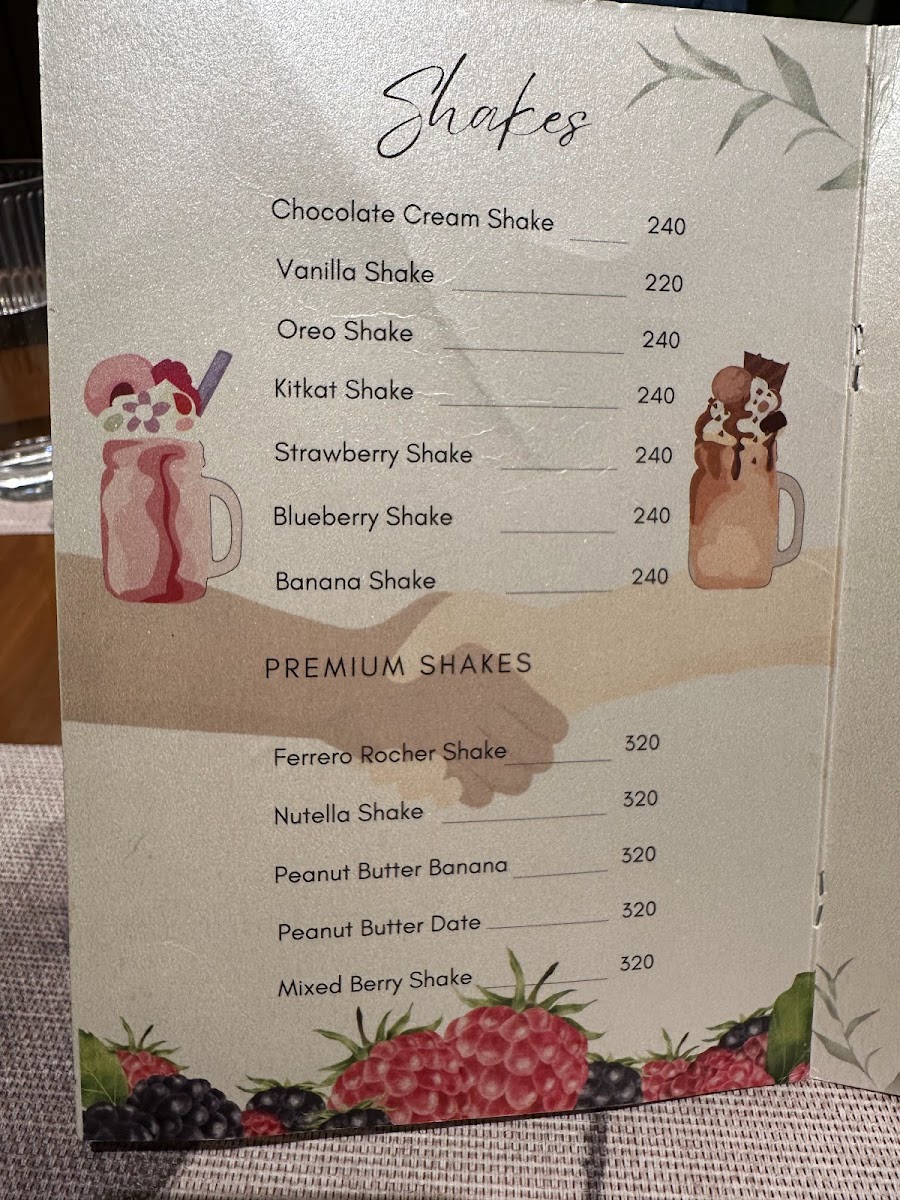 Shakes
Chocolate Cream Shake 240
Vanilla Shake 220
Oreo Shake 240
Kitkat Shake 240
Strawberry Shake 240
Blueberry Shake 240
Banana Shake 240
PREMIUM SHAKES
Ferrero Rocher Shake 320
Nutella Shake 320
Peanut Butter Banana 320
Peanut Butter Date 320
Mixed Berry Shake 320